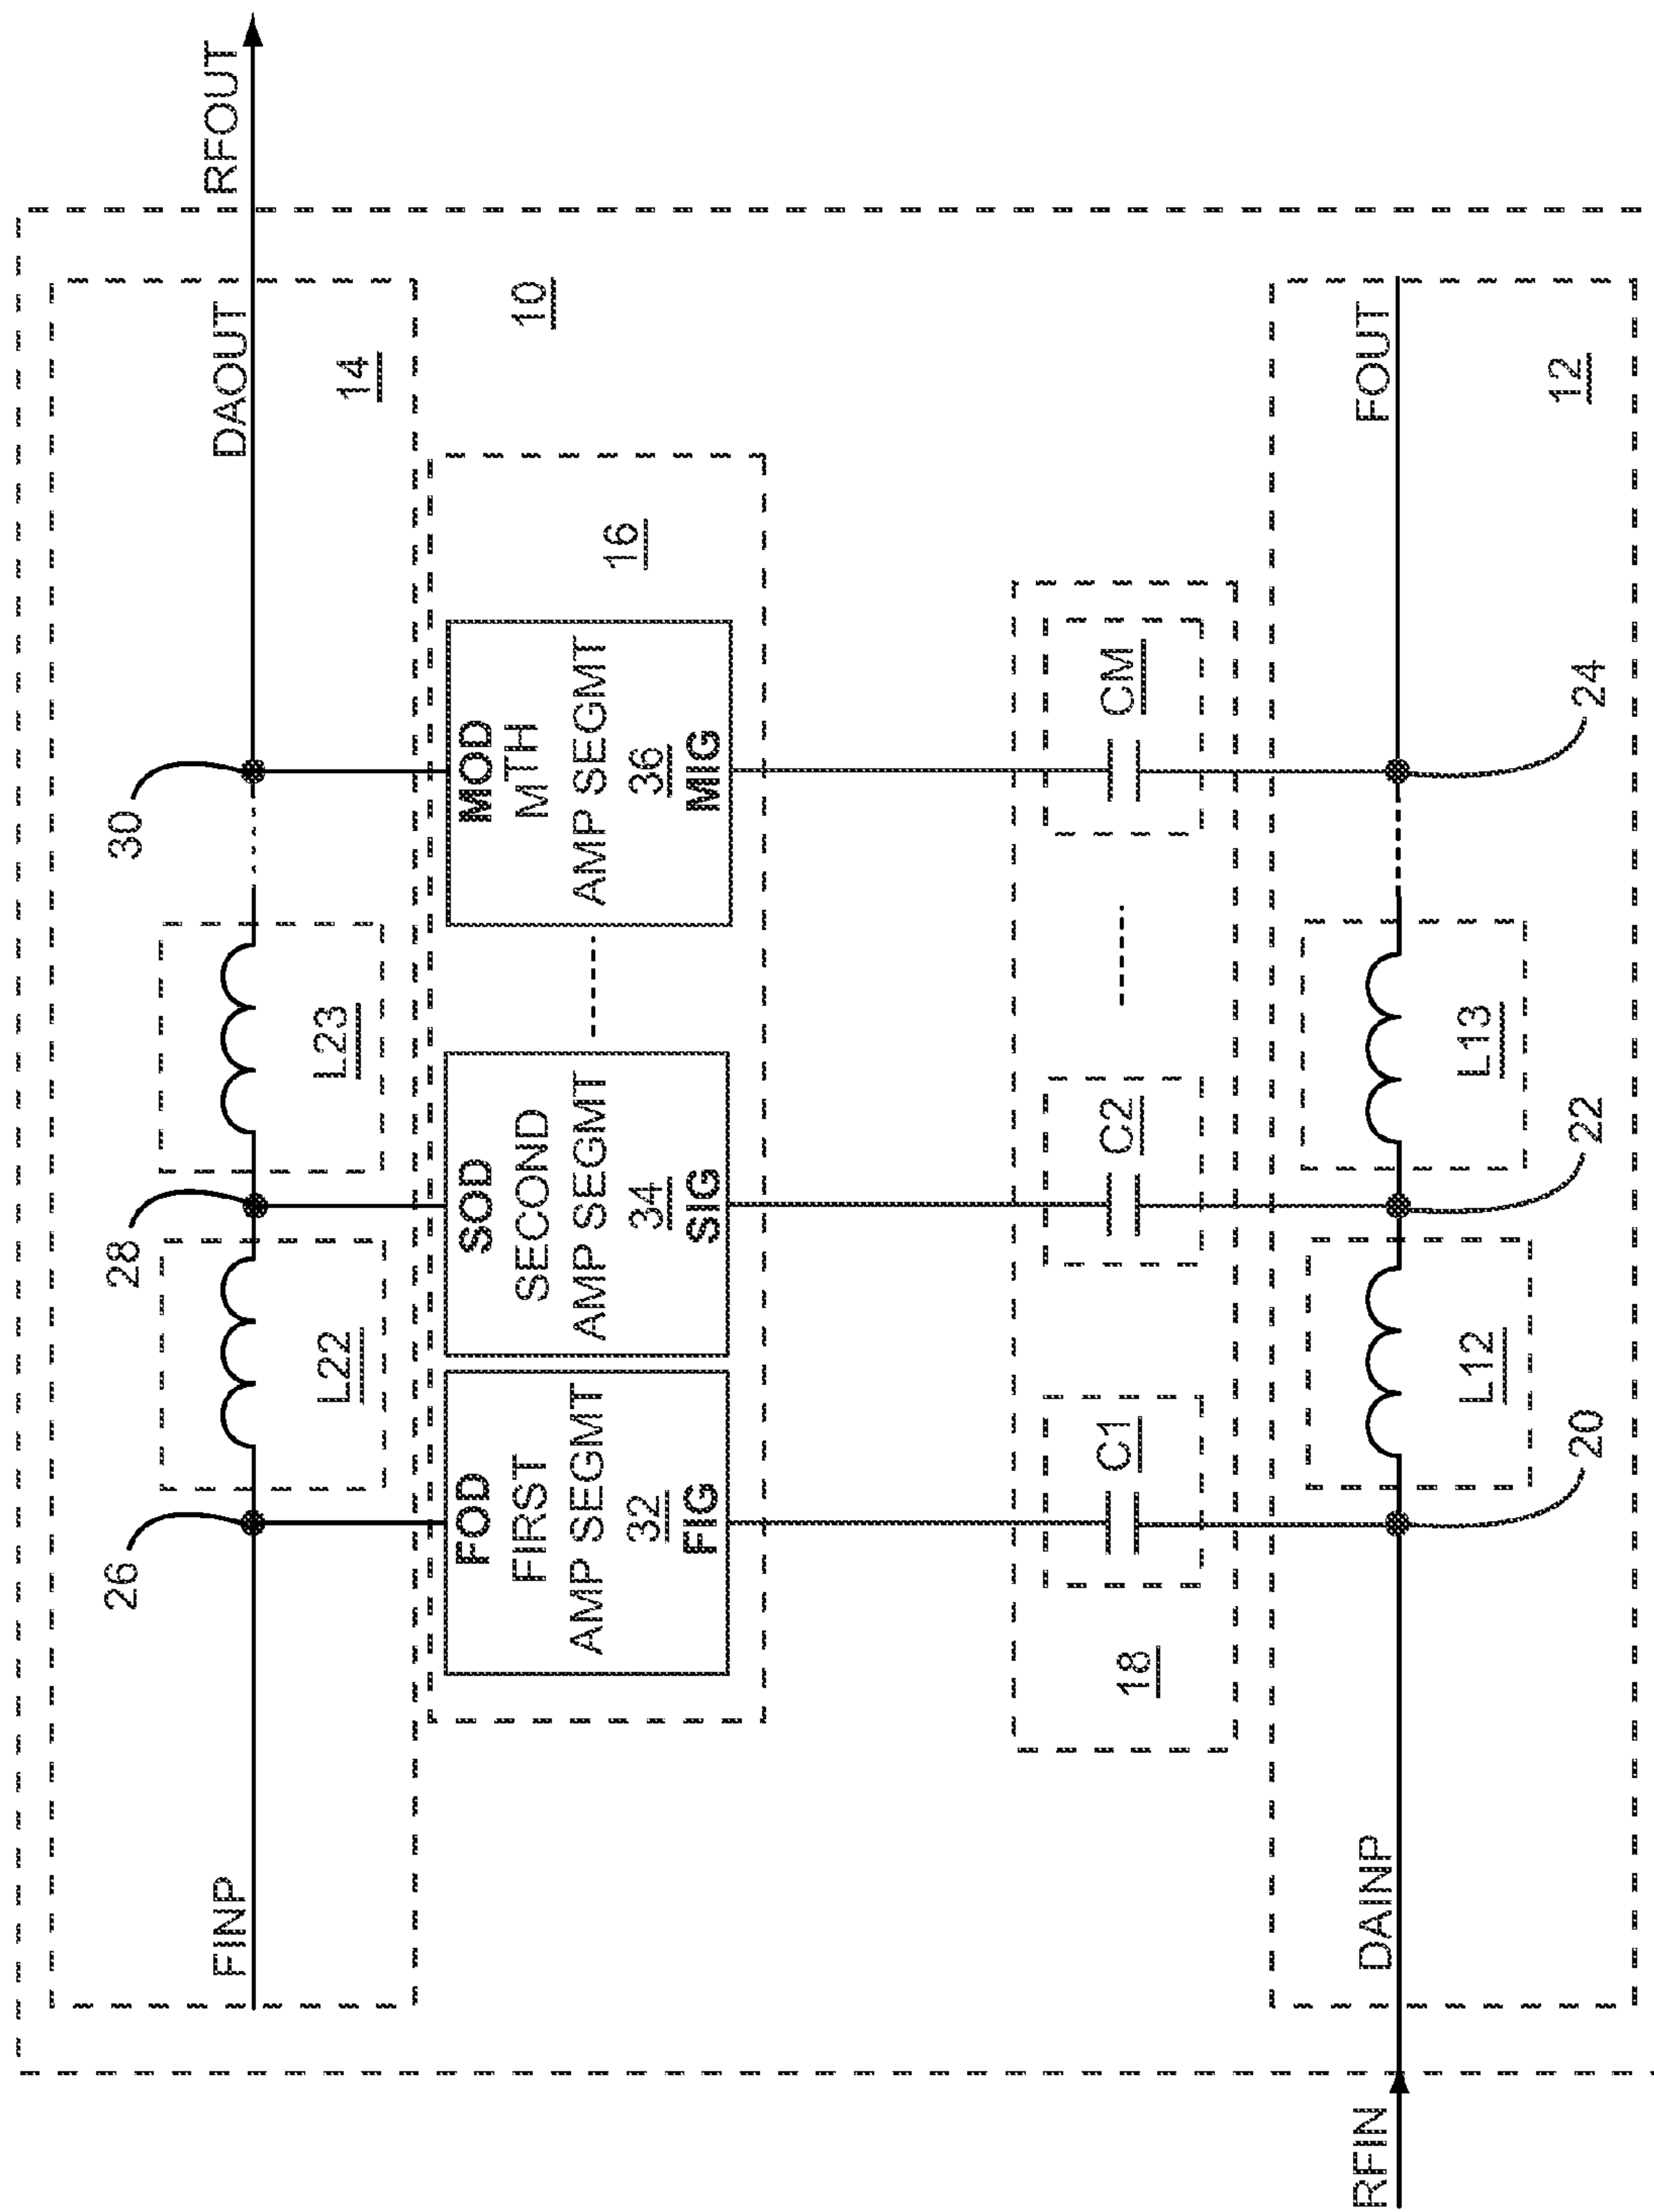 RFOUT
FINP
DAOUT
26
28
30
L22
L23
14
10
FOD
FIRST
AMP SEGMT
32
FIG
SOD
SECOND
AMP SEGMT
34
SIG
MOD
MTH
AMP SEGMT
36
MIG
16
18
C1
C2
CM
RFIN
DAINP
FOUT
L12
L13
12
20
22
24